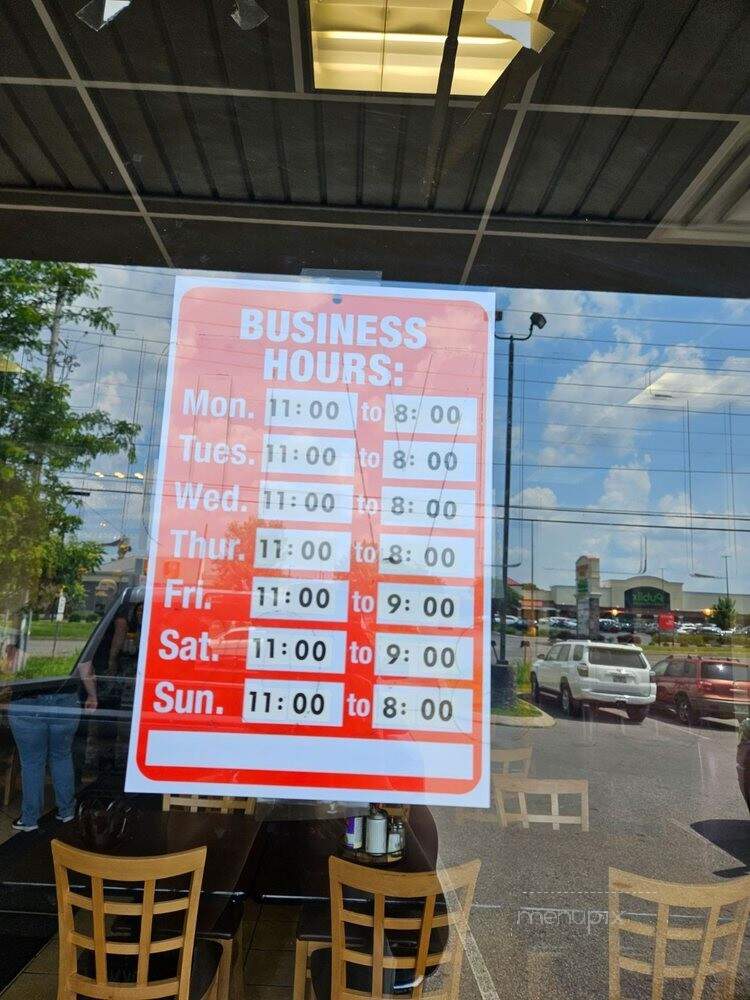 BUSINESS
HOURS:
Mon. 11:00 to 8:00
Tues. 11:00 to 8:00
Wed. 11:00 to 8:00
Thur. 11:00 to 8:00
Fri. 11:00 to 9:00
Sat. 11:00 to 9:00
Sun. 11:00 to 8:00
Publix
menupix